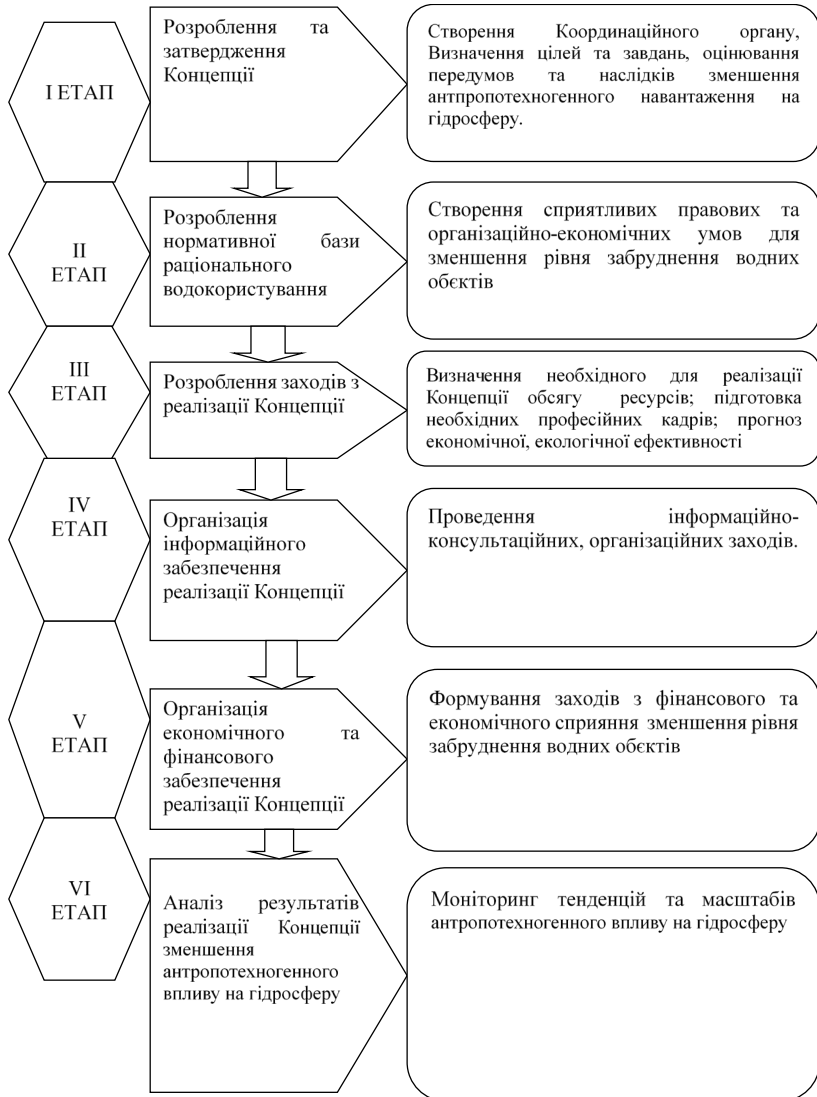 І ЕТАП
Розроблення та
затвердження
Концепції
Створення Координаційного органу,
Визначення цілей та завдань, оцінювання
передумов та наслідків зменшення
антпропотехногенного навантаження на
гідросферу.
ІІ
ЕТАП
Розроблення
нормативної бази
раціонального
водокористування
Створення сприятливих правових та
організаційно-економічних умов для
зменшення рівня забруднення водних
обєктів
ІІІ
ЕТАП
Розроблення заходів з
реалізації Концепції
Визначення необхідного для реалізації
Концепції обсягу ресурсів; підготовка
необхідних професійних кадрів; прогноз
економічної, екологічної ефективності
IV
ЕТАП
Організація
інформаційного
забезпечення
реалізації Концепції
Проведення інформаційно-
консультаційних, організаційних заходів.
V
ЕТАП
Організація
економічного та
фінансового
забезпечення
реалізації Концепції
Формування заходів з фінансового та
економічного сприяння зменшення рівня
забруднення водних обєктів
VI
ЕТАП
Аналіз результатів
реалізації Концепції
зменшення
антропотехногенного
впливу на гідросферу
Моніторинг тенденцій та масштабів
антропотехногенного впливу на гідросферу